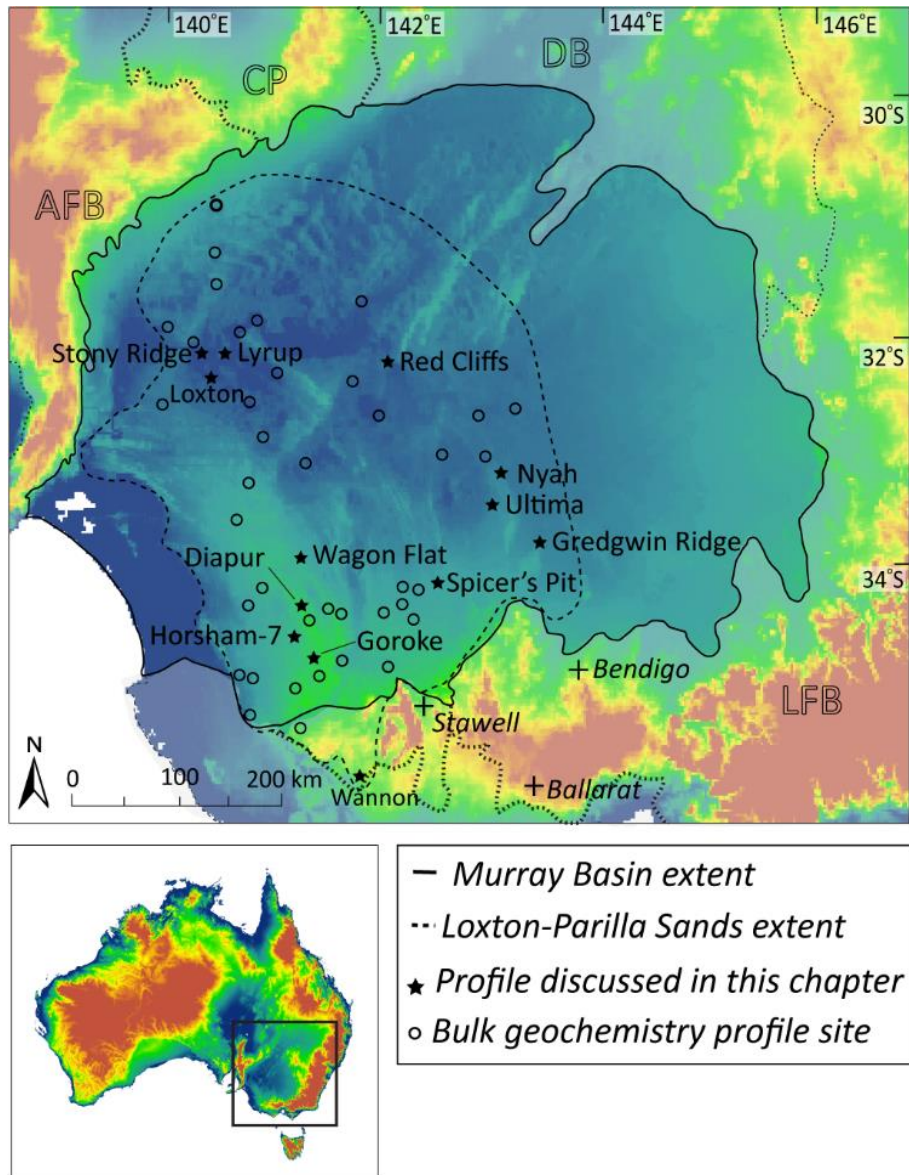 140°E
142°E
144°E
146°E
CP
DB
30°S
AFB
32°S
Stony Ridge
Lyrup
Red Cliffs
Loxton
Nyah
Ultima
Diapur
Wagon Flat
Gredgwin Ridge
34°S
Spicer's Pit
Horsham-7
Goroke
Bendigo
LFB
Stawell
N
0 100 200 km
Wannon
Ballarat
Murray Basin extent
Loxton-Parilla Sands extent
Profile discussed in this chapter
Bulk geochemistry profile site